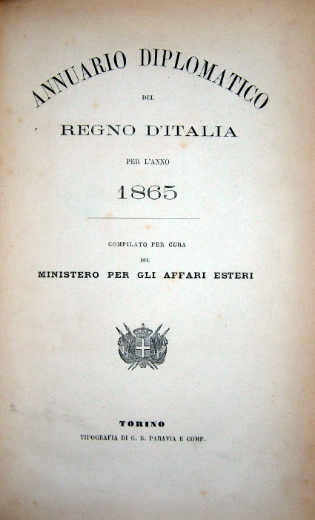 ANNUARIO DIPLOMATICO
DEL
REGNO D'ITALIA
PER L'ANNO
1865
COMPILATO PER CURA
DEL
MINISTERO PER GLI AFFARI ESTERI
TORINO
TIPOGRAFIA DI G. B. PARAVIA E COMP.